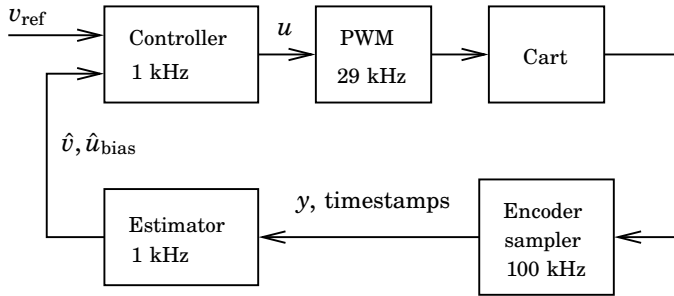 v_ref
Controller
1 kHz
u
PWM
29 kHz
Cart
v̂, û_bias
Estimator
1 kHz
y, timestamps
Encoder
sampler
100 kHz